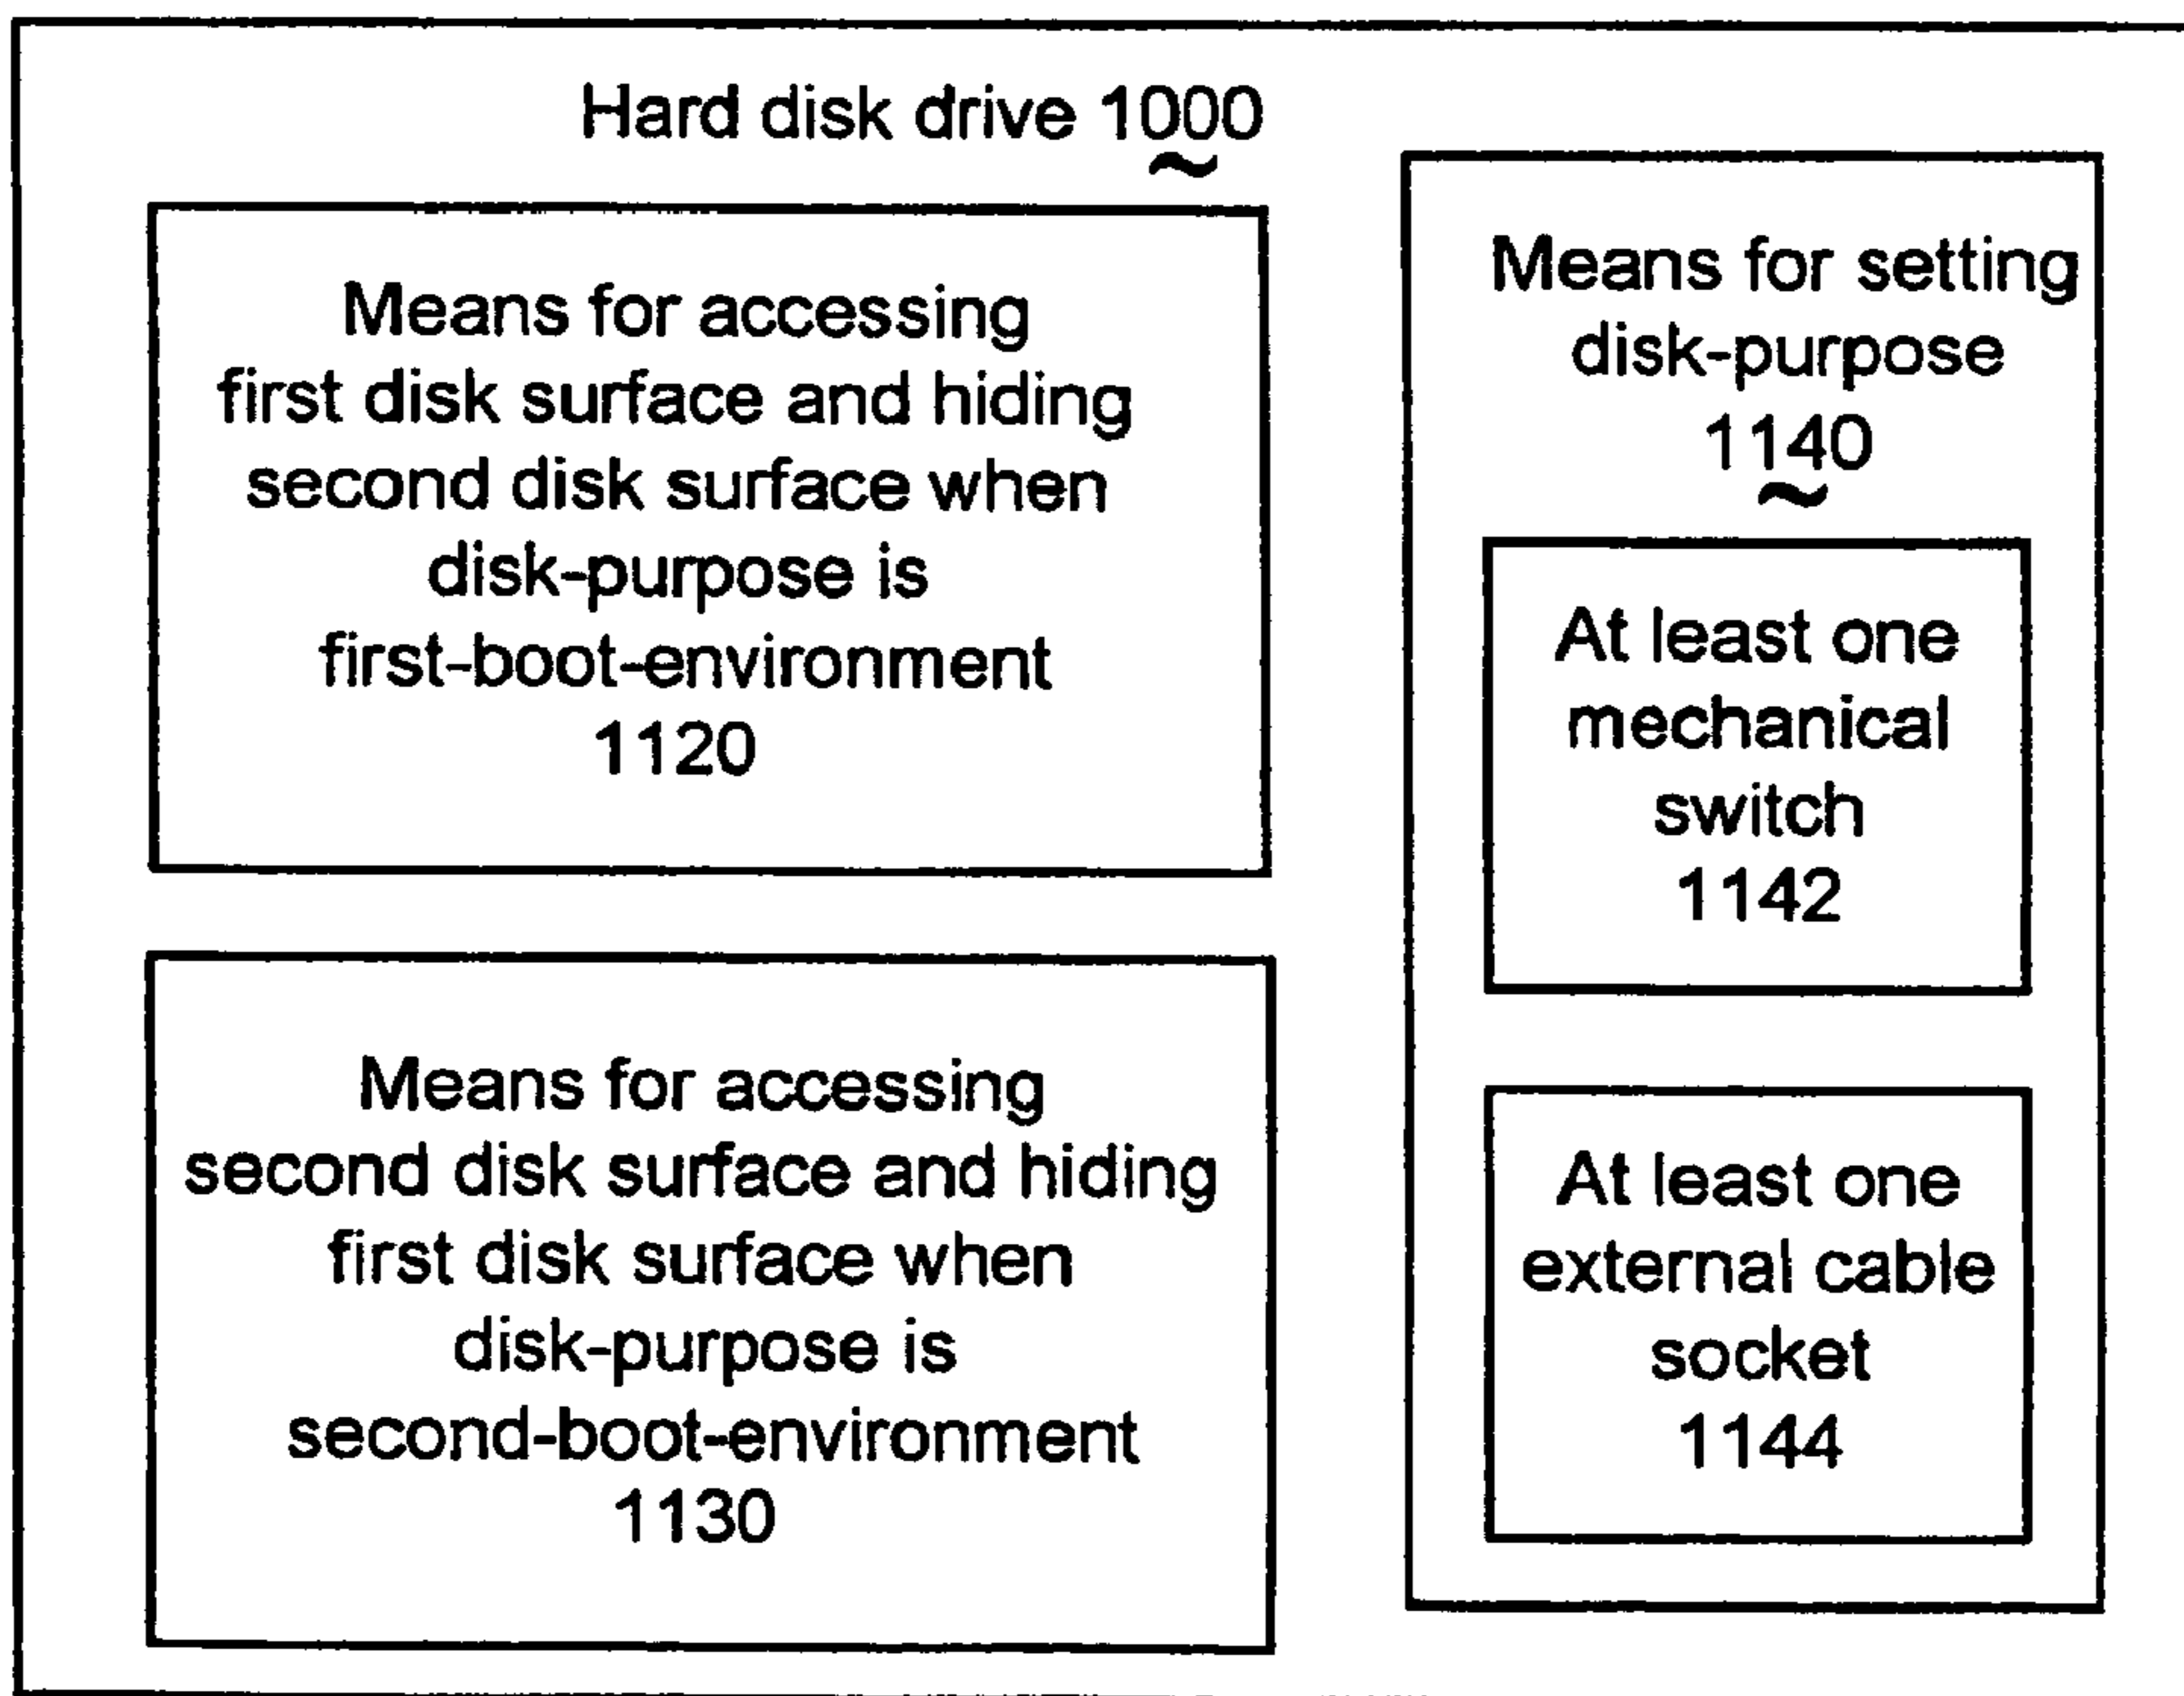 Hard disk drive 1000
Means for accessing
first disk surface and hiding
second disk surface when
disk-purpose is
first-boot-environment
1120
Means for accessing
second disk surface and hiding
first disk surface when
disk-purpose is
second-boot-environment
1130
Means for setting
disk-purpose
1140
At least one
mechanical
switch
1142
At least one
external cable
socket
1144